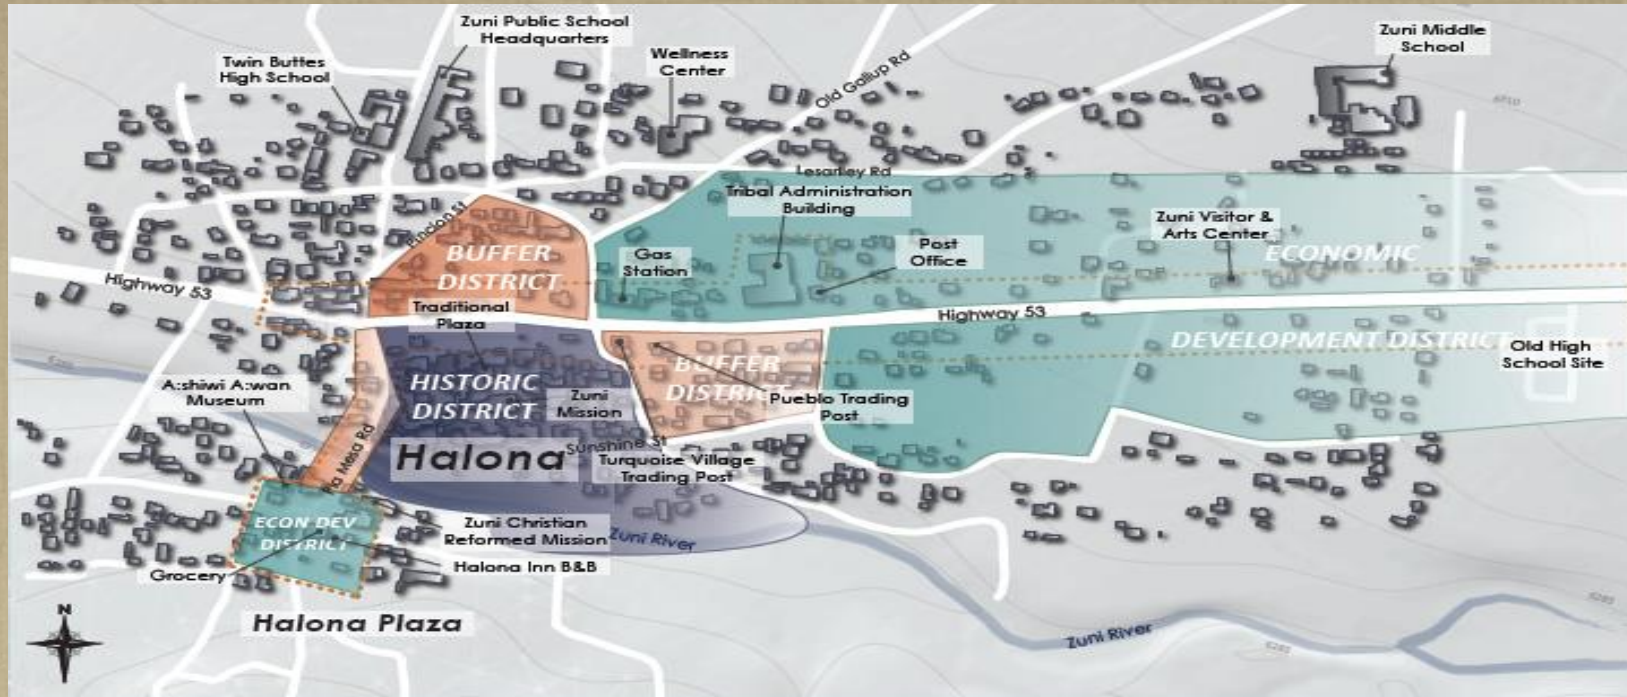 Zuni Public School
Headquarters
Zuni Middle
School
Twin Buttes
High School
Wellness
Center
Old Gallup Rd
Lesarlley Rd
Tribal Administration
Building
Pincion St
Zuni Visitor &
Arts Center
BUFFER
DISTRICT
Gas
Station
Post
Office
ECONOMIC
Highway 53
Traditional
Plaza
Highway 53
DEVELOPMENT DISTRICT
Old High
School Site
A:shiwi A:wan
Museum
HISTORIC
DISTRICT
Zuni
Mission
BUFFER
DISTRICT
Pueblo Trading
Post
Halona
Sunshine St
Turquoise Village
Trading Post
Mesa Rd
ECON DEV
DISTRICT
Zuni Christian
Reformed Mission
Zuni River
Halona Inn B&B
Grocery
Halona Plaza
N
Zuni River